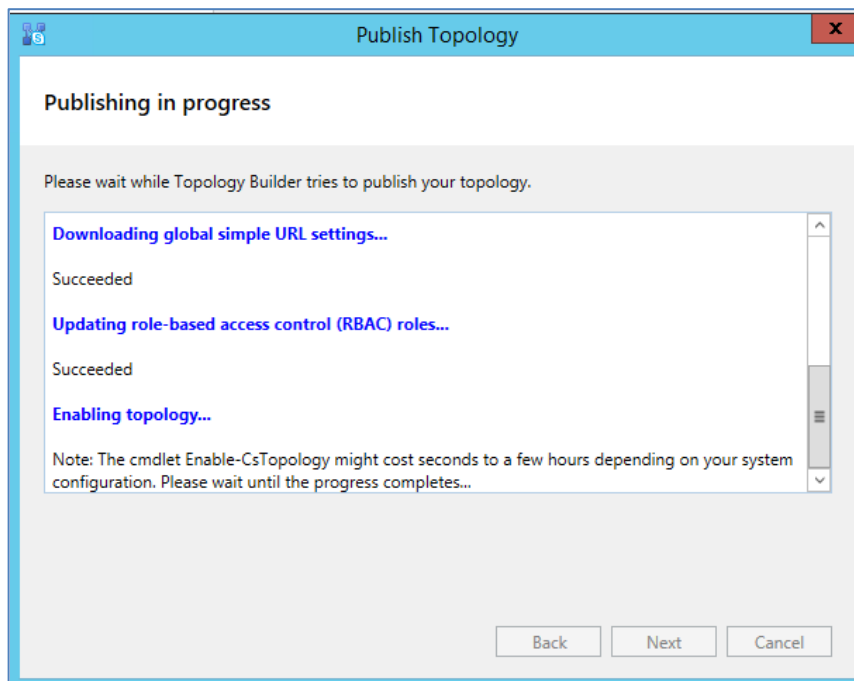 Publish Topology
x
Publishing in progress
Please wait while Topology Builder tries to publish your topology.
Downloading global simple URL settings...
Succeeded
Updating role-based access control (RBAC) roles...
Succeeded
Enabling topology...
Note: The cmdlet Enable-CsTopology might cost seconds to a few hours depending on your system
configuration. Please wait until the progress completes...
Back Next Cancel